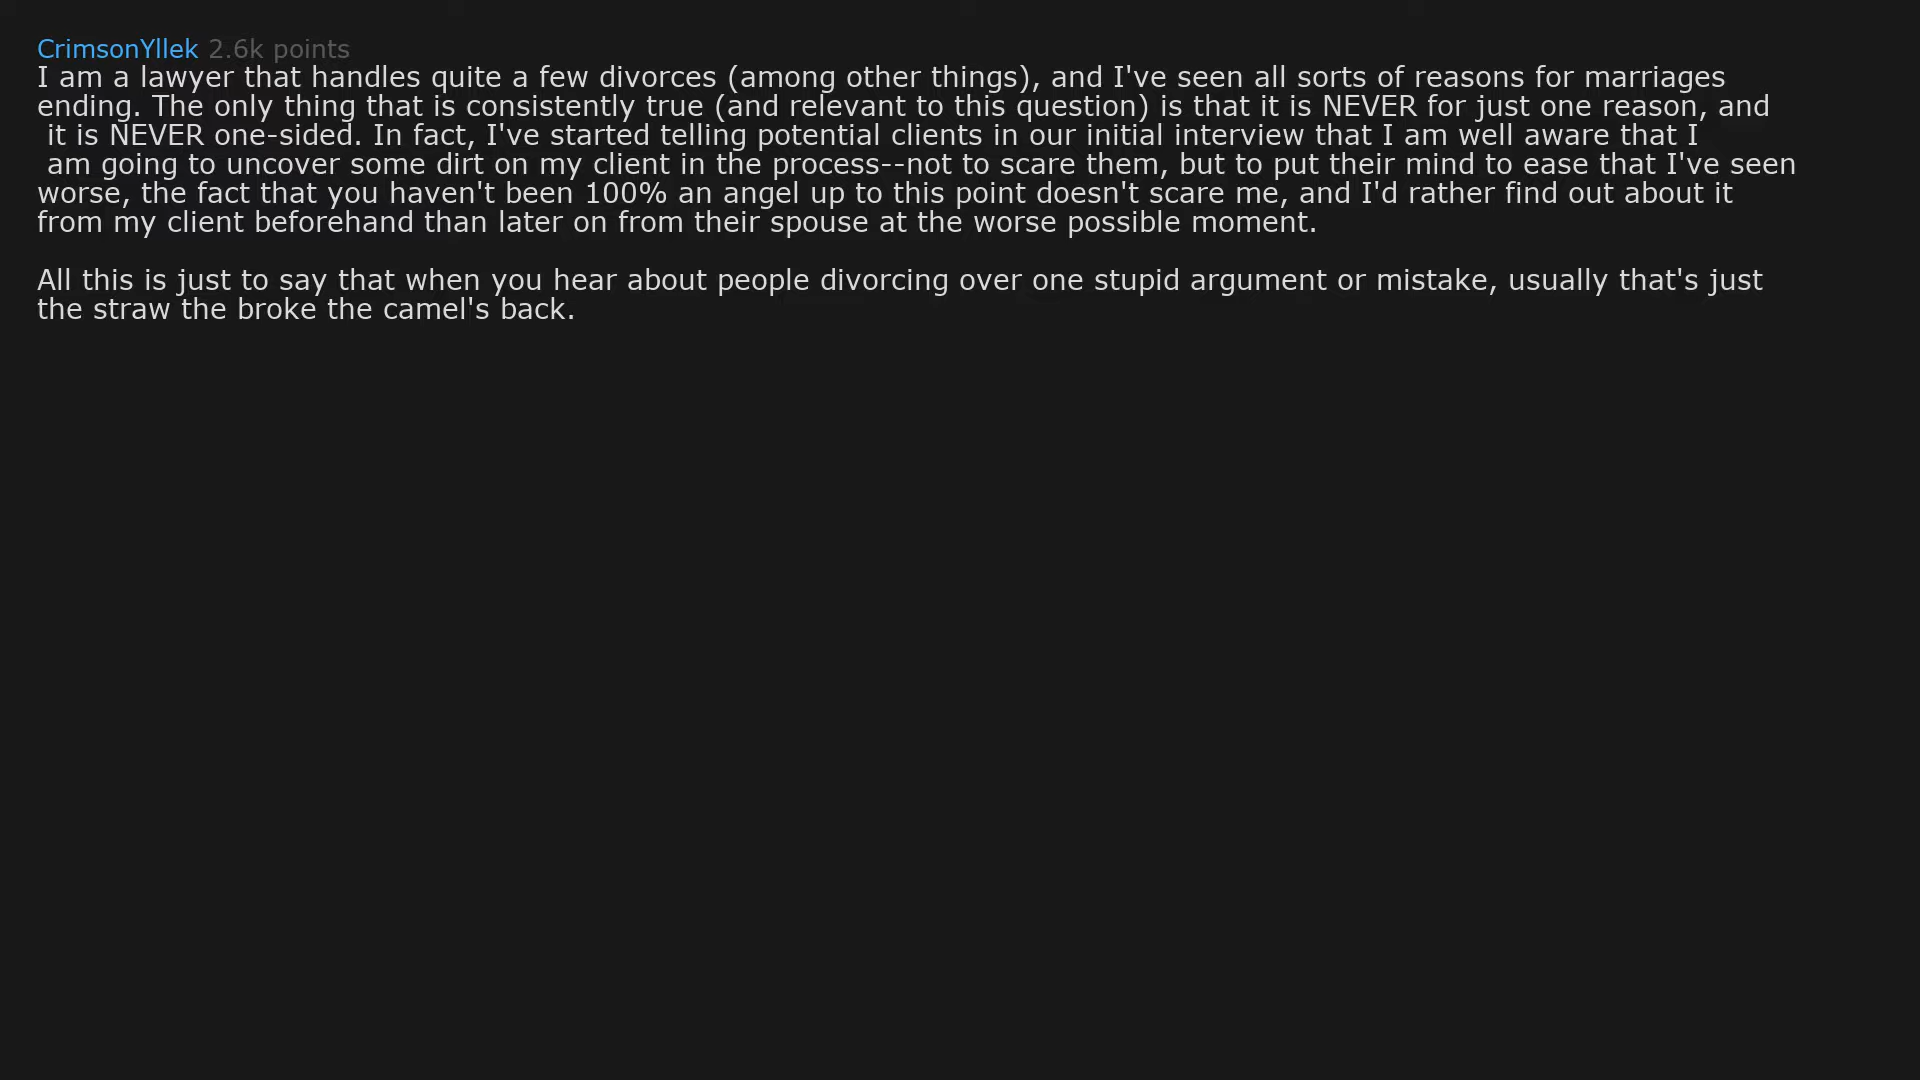 CrimsonYllek 2.6k points
I am a lawyer that handles quite a few divorces (among other things), and I've seen all sorts of reasons for marriages
ending. The only thing that is consistently true (and relevant to this question) is that it is NEVER for just one reason, and
it is NEVER one-sided. In fact, I've started telling potential clients in our initial interview that I am well aware that I
am going to uncover some dirt on my client in the process--not to scare them, but to put their mind to ease that I've seen
worse, the fact that you haven't been 100% an angel up to this point doesn't scare me, and I'd rather find out about it
from my client beforehand than later on from their spouse at the worse possible moment.
All this is just to say that when you hear about people divorcing over one stupid argument or mistake, usually that's just
the straw the broke the camel's back.